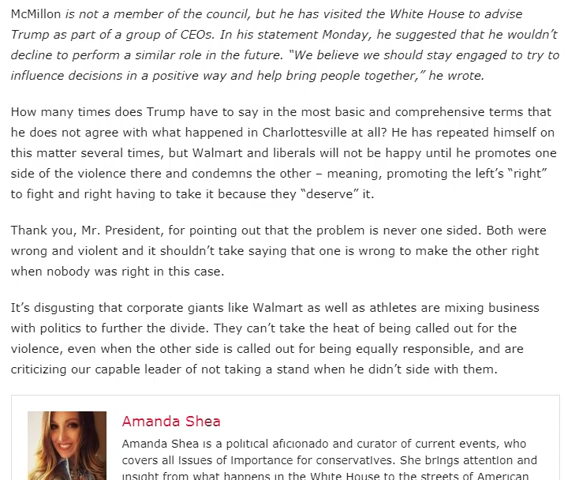 McMillon is not a member of the council, but he has visited the White House to advise
Trump as part of a group of CEOs. In his statement Monday, he suggested that he wouldn’t
decline to perform a similar role in the future. “We believe we should stay engaged to try to
influence decisions in a positive way and help bring people together,” he wrote.
How many times does Trump have to say in the most basic and comprehensive terms that
he does not agree with what happened in Charlottesville at all? He has repeated himself on
this matter several times, but Walmart and liberals will not be happy until he promotes one
side of the violence there and condemns the other – meaning, promoting the left’s “right”
to fight and right having to take it because they “deserve” it.
Thank you, Mr. President, for pointing out that the problem is never one sided. Both were
wrong and violent and it shouldn’t take saying that one is wrong to make the other right
when nobody was right in this case.
It’s disgusting that corporate giants like Walmart as well as athletes are mixing business
with politics to further the divide. They can’t take the heat of being called out for the
violence, even when the other side is called out for being equally responsible, and are
criticizing our capable leader of not taking a stand when he didn’t side with them.
Amanda Shea
Amanda Shea is a political aficionado and curator of current events, who
covers all issues of importance for conservatives. She brings attention and
insight from what happens in the White House to the streets of American